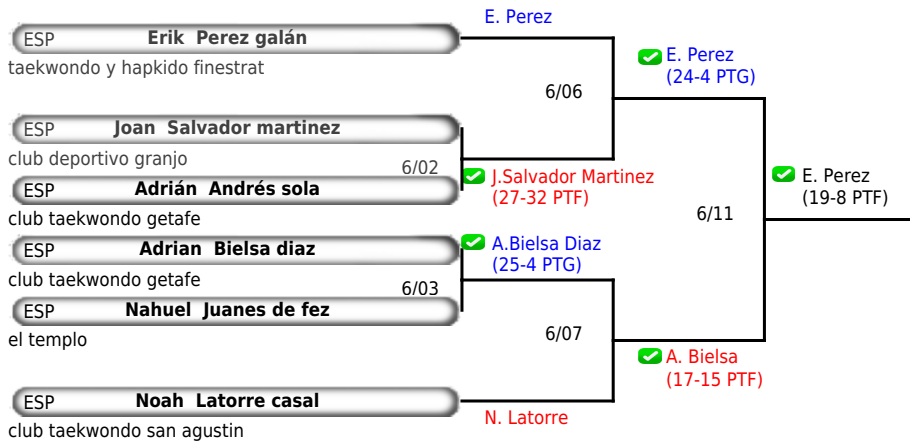 E. Perez
ESP Erik Perez galán
taekwondo y hapkido finestrat
E. Perez
(24-4 PTG)
6/06
ESP Joan Salvador martinez
club deportivo granjo
6/02
J.Salvador Martinez
(27-32 PTF)
ESP Adrián Andrés sola
club taekwondo getafe
E. Perez
(19-8 PTF)
6/11
ESP Adrian Bielsa diaz
club taekwondo getafe
A.Bielsa Diaz
(25-4 PTG)
6/03
ESP Nahuel Juanes de fez
el templo
6/07
A. Bielsa
(17-15 PTF)
ESP Noah Latorre casal
club taekwondo san agustin
N. Latorre